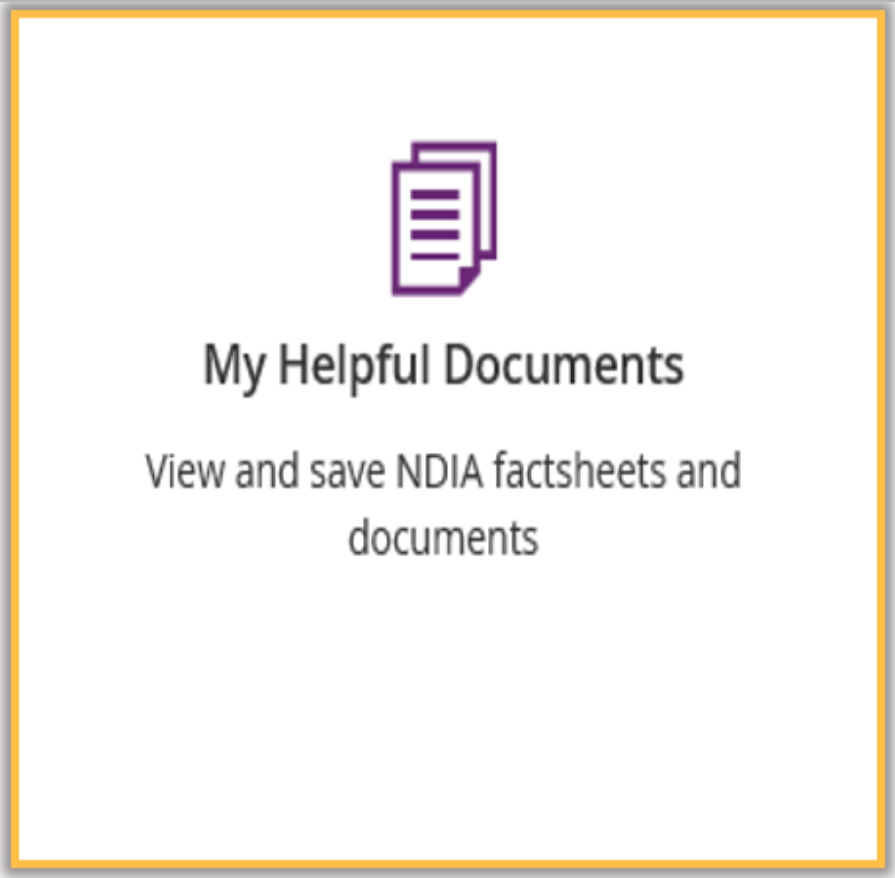 My Helpful Documents
View and save NDIA factsheets and
documents